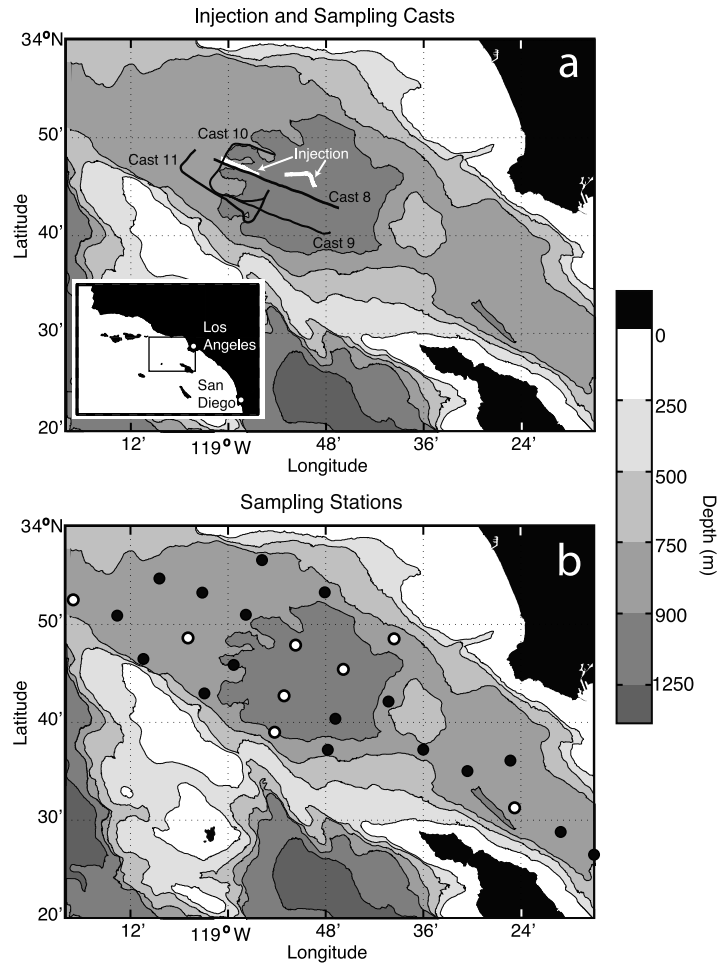 Injection and Sampling Casts
34°N
a
50'
Cast 10
Cast 11
Injection
Cast 8
Cast 9
Latitude
40'
30'
Los
Angeles
San
Diego
20'
12'
119° W
48'
36'
24'
Longitude
0
250
500
750
900
1250
Depth (m)
Sampling Stations
34°N
b
50'
Latitude
40'
30'
20'
12'
119° W
48'
36'
24'
Longitude